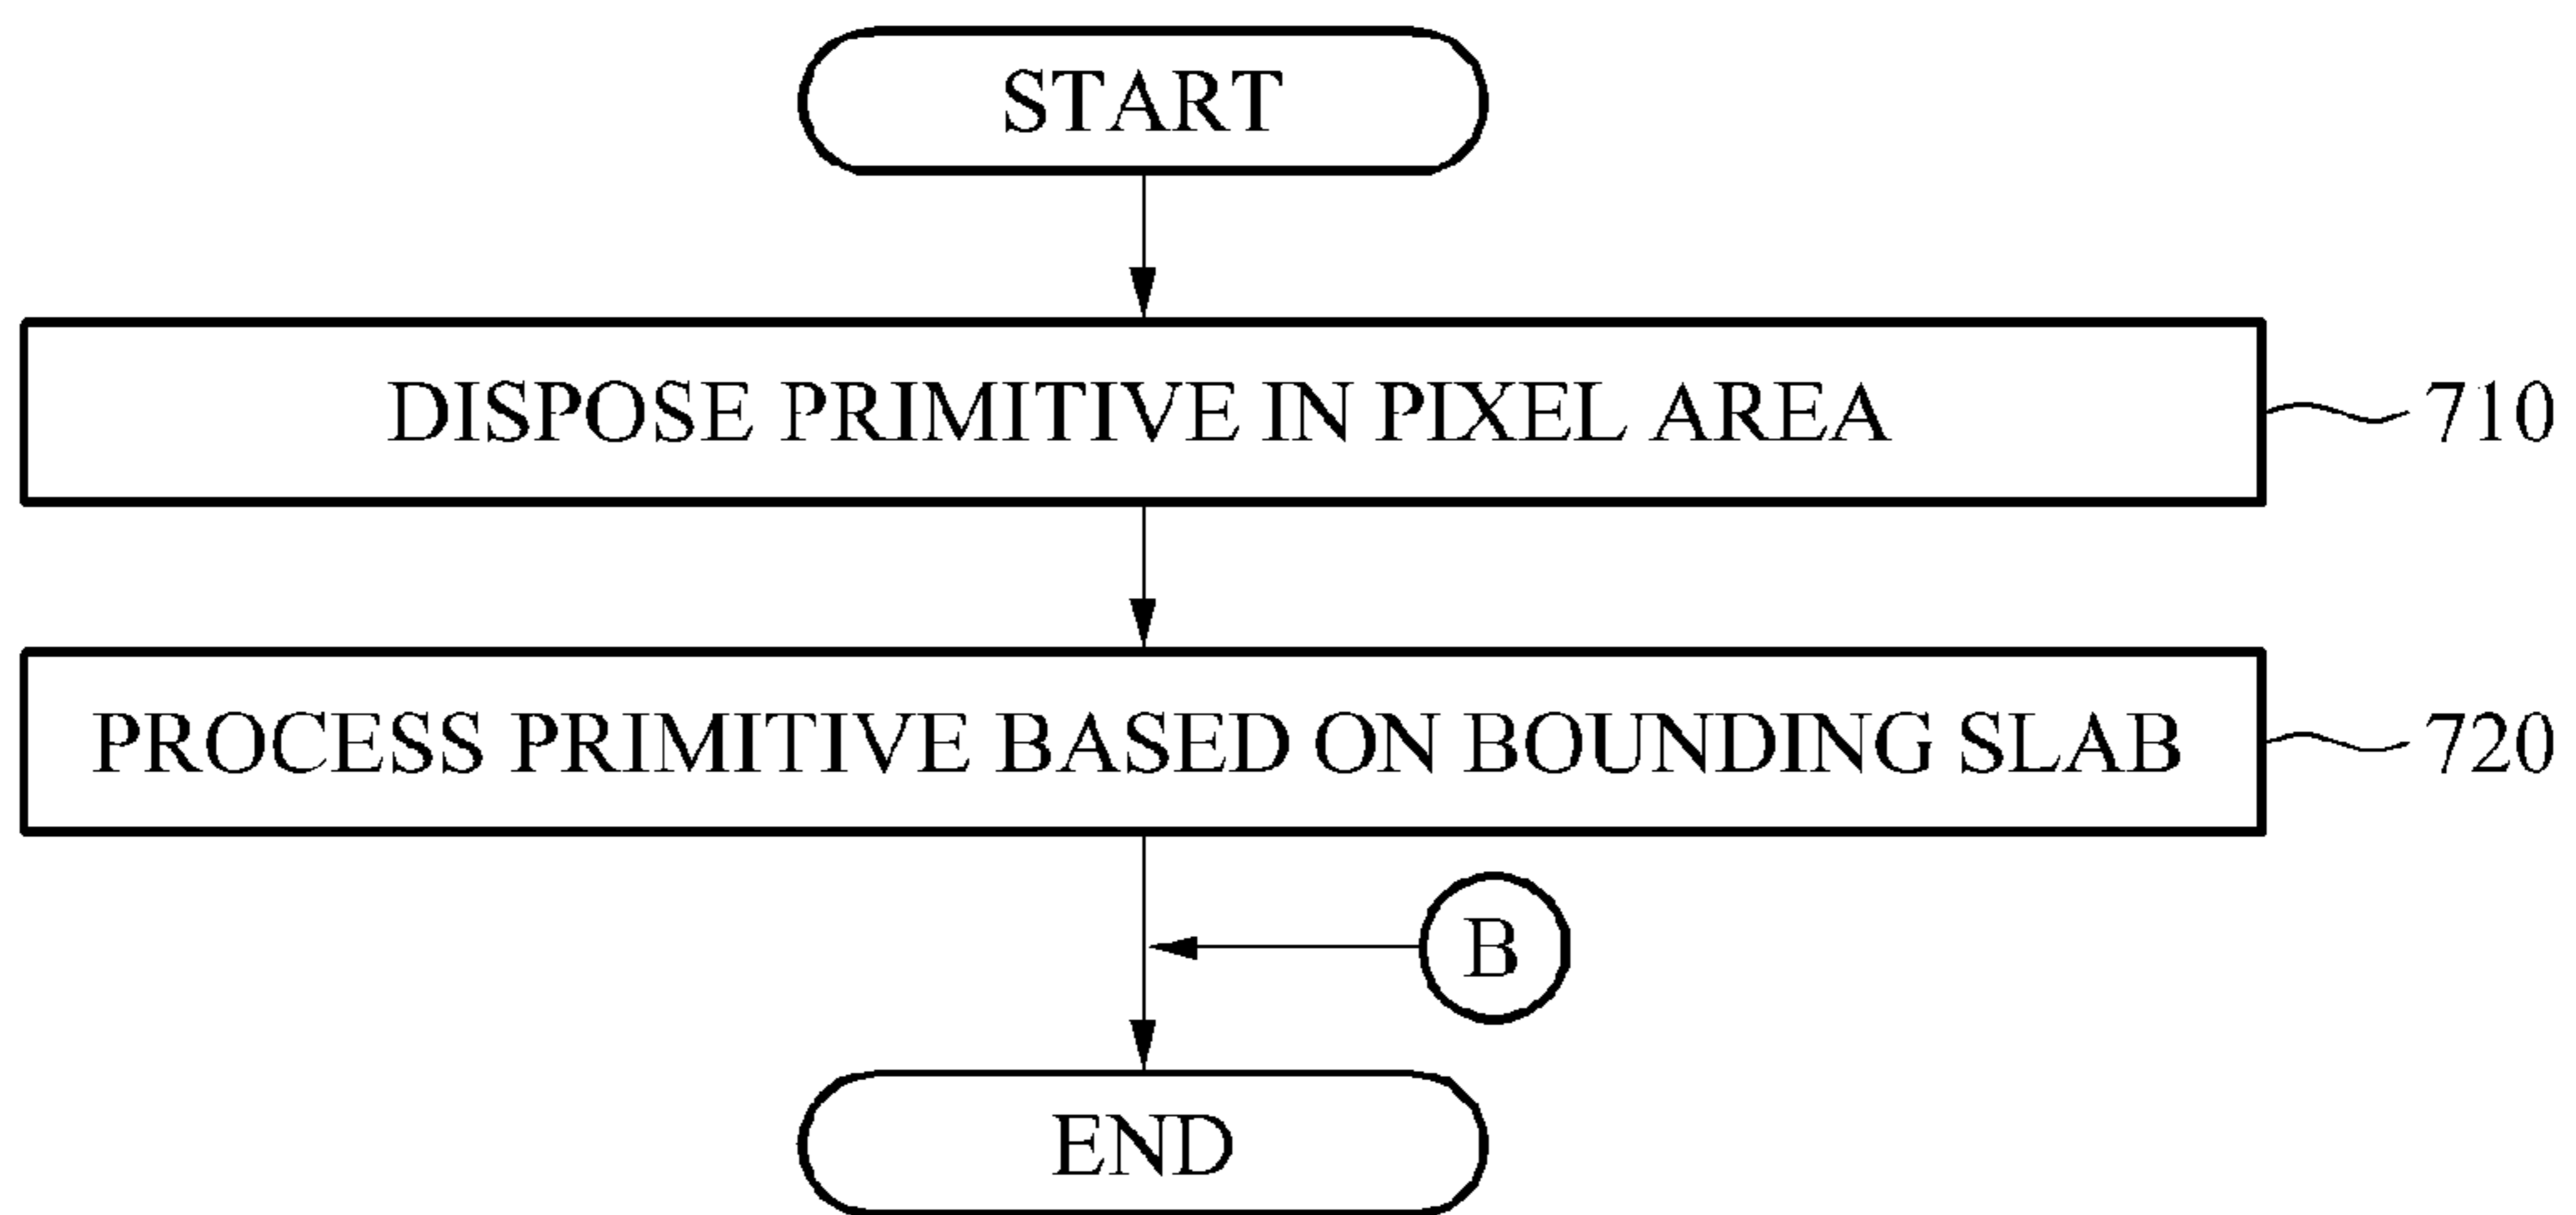 START
DISPOSE PRIMITIVE IN PIXEL AREA
710
PROCESS PRIMITIVE BASED ON BOUNDING SLAB
720
B
END